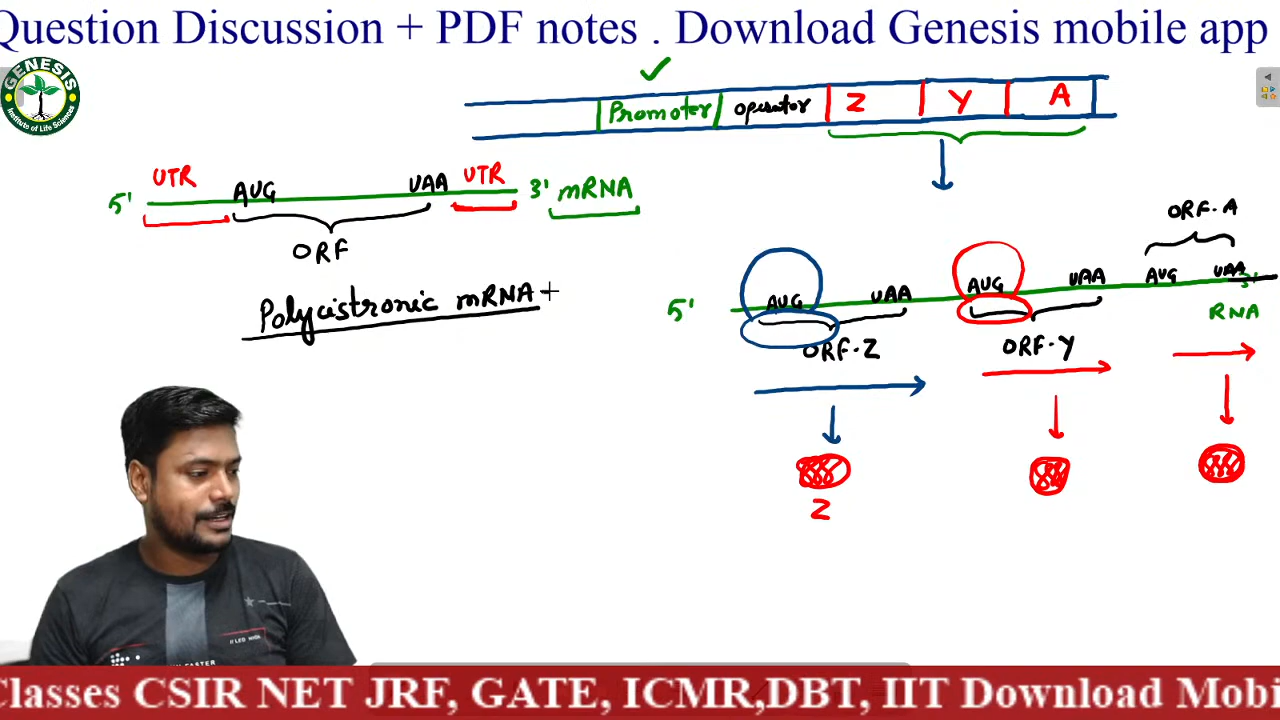 Question Discussion + PDF notes . Download Genesis mobile app
GENESIS
Institute of Life Sciences
Promoter operator Z Y A
5' UTR AUG UAA UTR 3' mRNA
ORF
Polycistronic mRNA
ORF-A
5' AUG UAA AUG UAA AUG UAA 3'
RNA
ORF-Z ORF-Y
Z
Classes CSIR NET JRF, GATE, ICMR,DBT, IIT Download Mobi